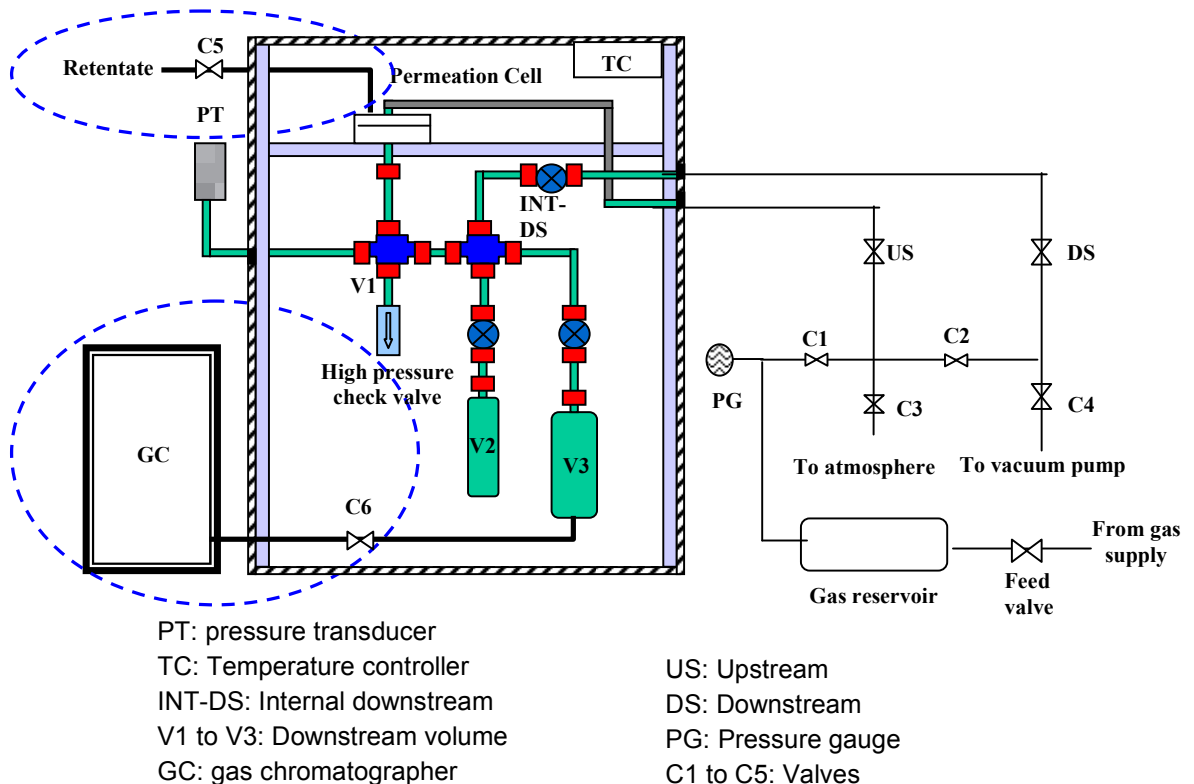 C5
Retentate
TC
Permeation Cell
PT
INT-
DS
US
DS
V1
C1
C2
High pressure
check valve
PG
C3
C4
V2
V3
GC
To atmosphere
To vacuum pump
C6
From gas
supply
Gas reservoir
Feed
valve
PT: pressure transducer
TC: Temperature controller
INT-DS: Internal downstream
V1 to V3: Downstream volume
GC: gas chromatographer
US: Upstream
DS: Downstream
PG: Pressure gauge
C1 to C5: Valves